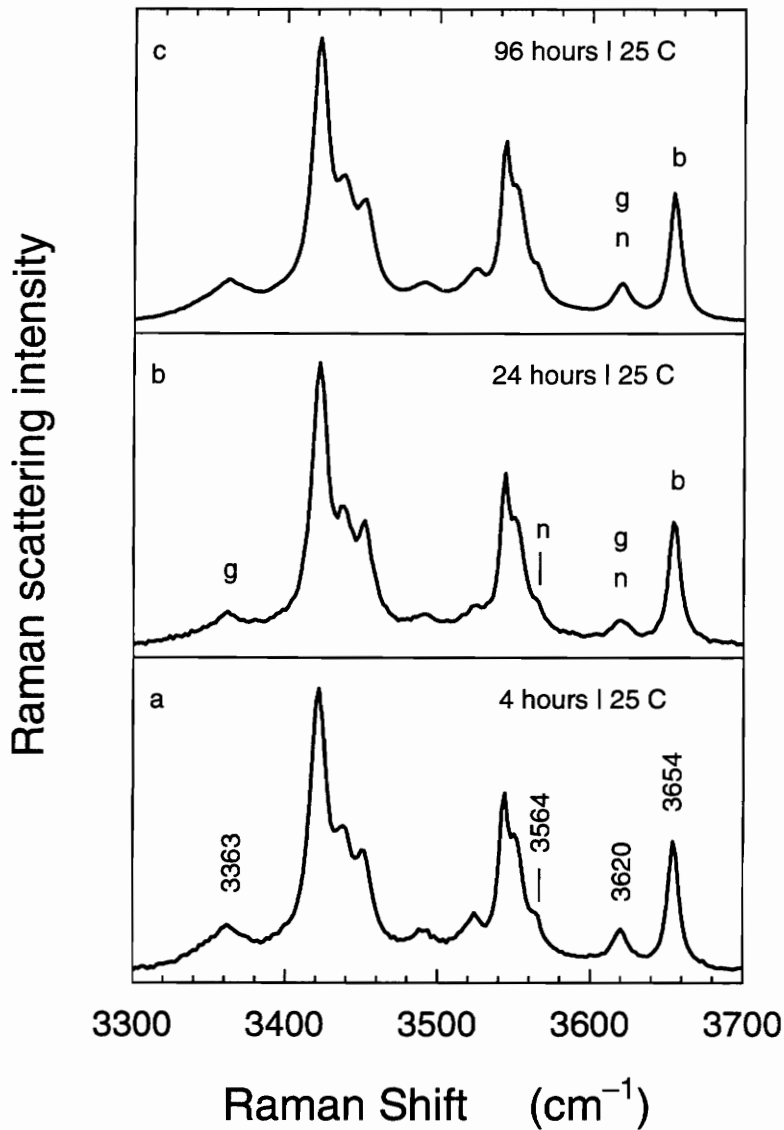 Raman scattering intensity
c 96 hours | 25 C
b
g
n
b 24 hours | 25 C
b
n
g
g
n
a 4 hours | 25 C
3363
3564
3620
3654
3300 3400 3500 3600 3700
Raman Shift (cm⁻¹)